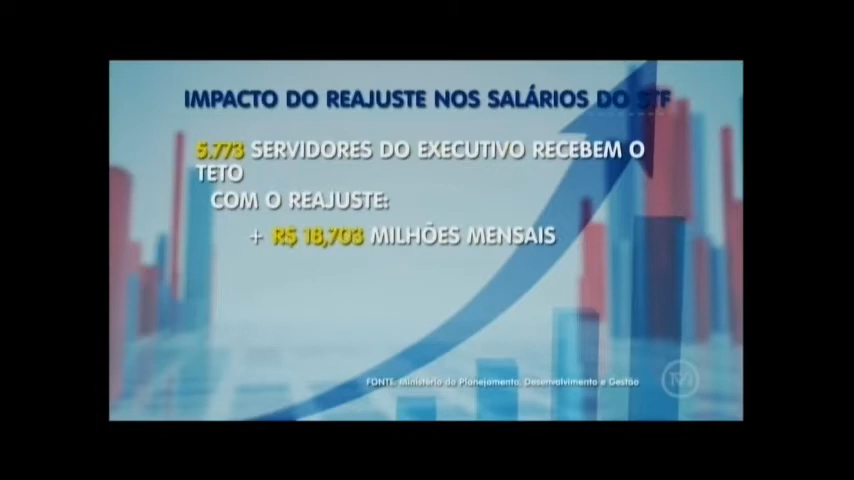 IMPACTO DO REAJUSTE NOS SALÁRIOS DO STF
5.773 SERVIDORES DO EXECUTIVO RECEBEM O
TETO
COM O REAJUSTE:
+ R$ 18,703 MILHÕES MENSAIS
FONTE: Ministério do Planejamento, Desenvolvimento e Gestão